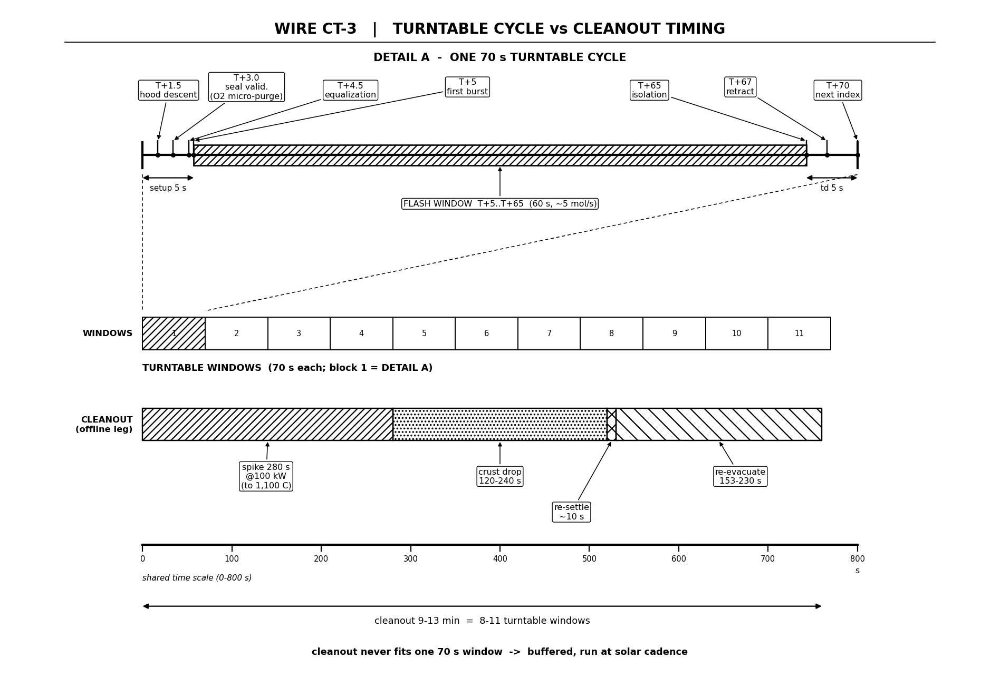 WIRE CT-3 | TURNTABLE CYCLE vs CLEANOUT TIMING
DETAIL A - ONE 70 s TURNTABLE CYCLE
T+1.5
hood descent
T+3.0
seal valid.
(O2 micro-purge)
T+4.5
equalization
T+5
first burst
T+65
isolation
T+67
retract
T+70
next index
setup 5 s
td 5 s
FLASH WINDOW T+5..T+65 (60 s, ~5 mol/s)
WINDOWS
1 2 3 4 5 6 7 8 9 10 11
TURNTABLE WINDOWS (70 s each; block 1 = DETAIL A)
CLEANOUT
(offline leg)
spike 280 s
@100 kW
(to 1,100 C)
crust drop
120-240 s
re-settle
~10 s
re-evacuate
153-230 s
0 100 200 300 400 500 600 700 800
s
shared time scale (0-800 s)
cleanout 9-13 min = 8-11 turntable windows
cleanout never fits one 70 s window -> buffered, run at solar cadence